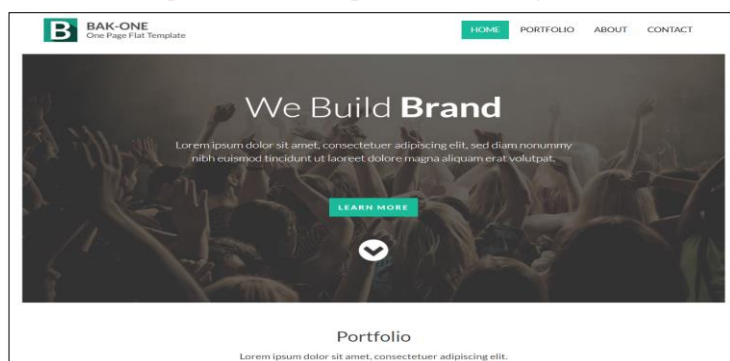 B
BAK-ONE
One Page Flat Template
HOME PORTFOLIO ABOUT CONTACT
We Build Brand
Lorem ipsum dolor sit amet, consectetuer adipiscing elit, sed diam nonummy
nibh euismod tincidunt ut laoreet dolore magna aliquam erat volutpat.
LEARN MORE
Portfolio
Lorem ipsum dolor sit amet, consectetuer adipiscing elit.